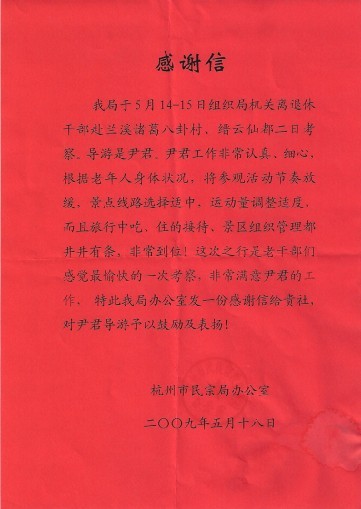 感谢信
我局于5月14-15日组织局机关离退休
干部赴兰溪诸葛八卦村、缙云仙都二日考
察。导游是尹君。尹君工作非常认真，细心，
根据老年人身体状况，将参观活动节奏放
缓，景点线路选择适中，运动量调整适度，
而且旅行中吃、住的接待、景区组织管理都
井井有条，非常到位！这次之行是老干部们
感觉最愉快的一次考察，非常满意尹君的工
作。特此我局办公室发一份感谢信给贵社，
对尹君导游予以鼓励及表扬！
杭州市民宗局办公室
二〇〇九年五月十八日